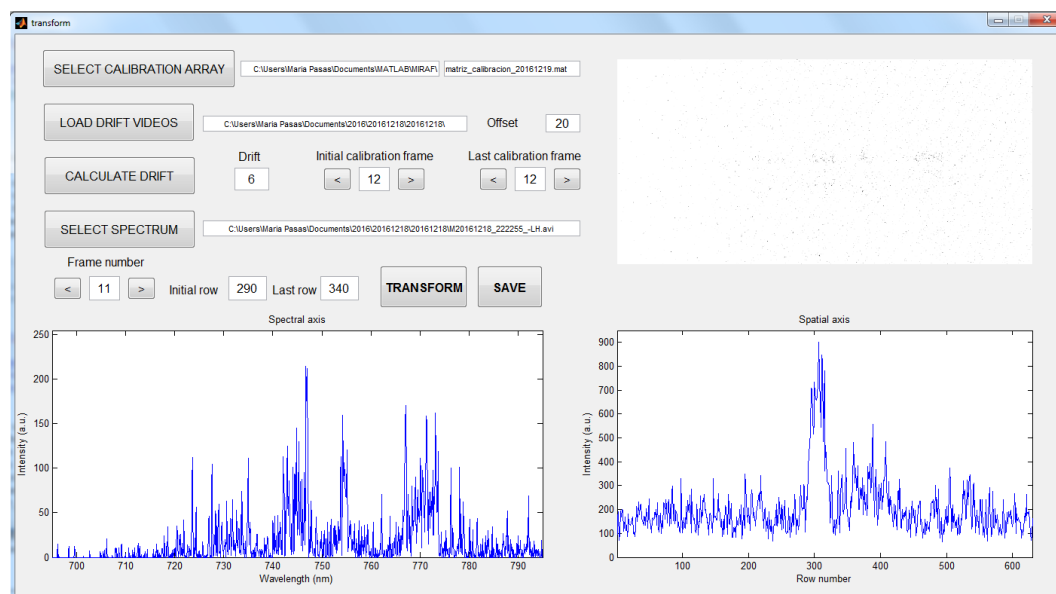 transform
SELECT CALIBRATION ARRAY C:\Users\Maria Pasas\Documents\MATLAB\MIRAF\ matriz_calibracion_20161219.mat
LOAD DRIFT VIDEOS C:\Users\Maria Pasas\Documents\2016\20161218\20161218\ Offset 20
Drift Initial calibration frame Last calibration frame
CALCULATE DRIFT 6 < 12 > < 12 >
SELECT SPECTRUM C:\Users\Maria Pasas\Documents\2016\20161218\20161218\M20161218_222255_-LH.avi
Frame number
< 11 > Initial row 290 Last row 340 TRANSFORM SAVE
Spectral axis
250
200
150
100
50
0
Intensity (a.u.)
700 710 720 730 740 750 760 770 780 790
Wavelength (nm)
Spatial axis
900
800
700
600
500
400
300
200
100
0
Intensity (a.u.)
100 200 300 400 500 600
Row number